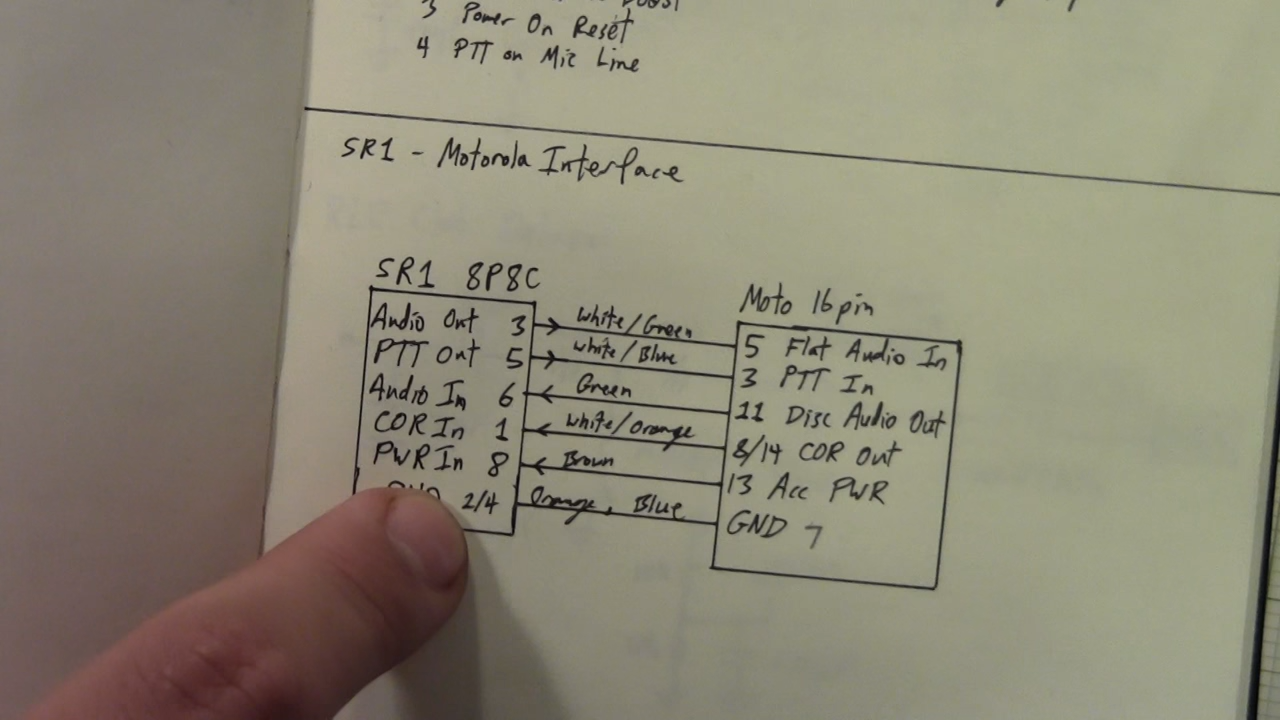 3 Power On Reset
4 PTT on Mic Line
SR1 - Motorola Interface
SR1 8P8C
Moto 16pin
Audio Out 3
White/Green
5 Flat Audio In
PTT Out 5
White/Blue
3 PTT In
Audio In 6
Green
11 Disc Audio Out
COR In 1
White/Orange
8/14 COR Out
PWR In 8
Brown
13 Acc PWR
2/4
Orange, Blue
GND 7